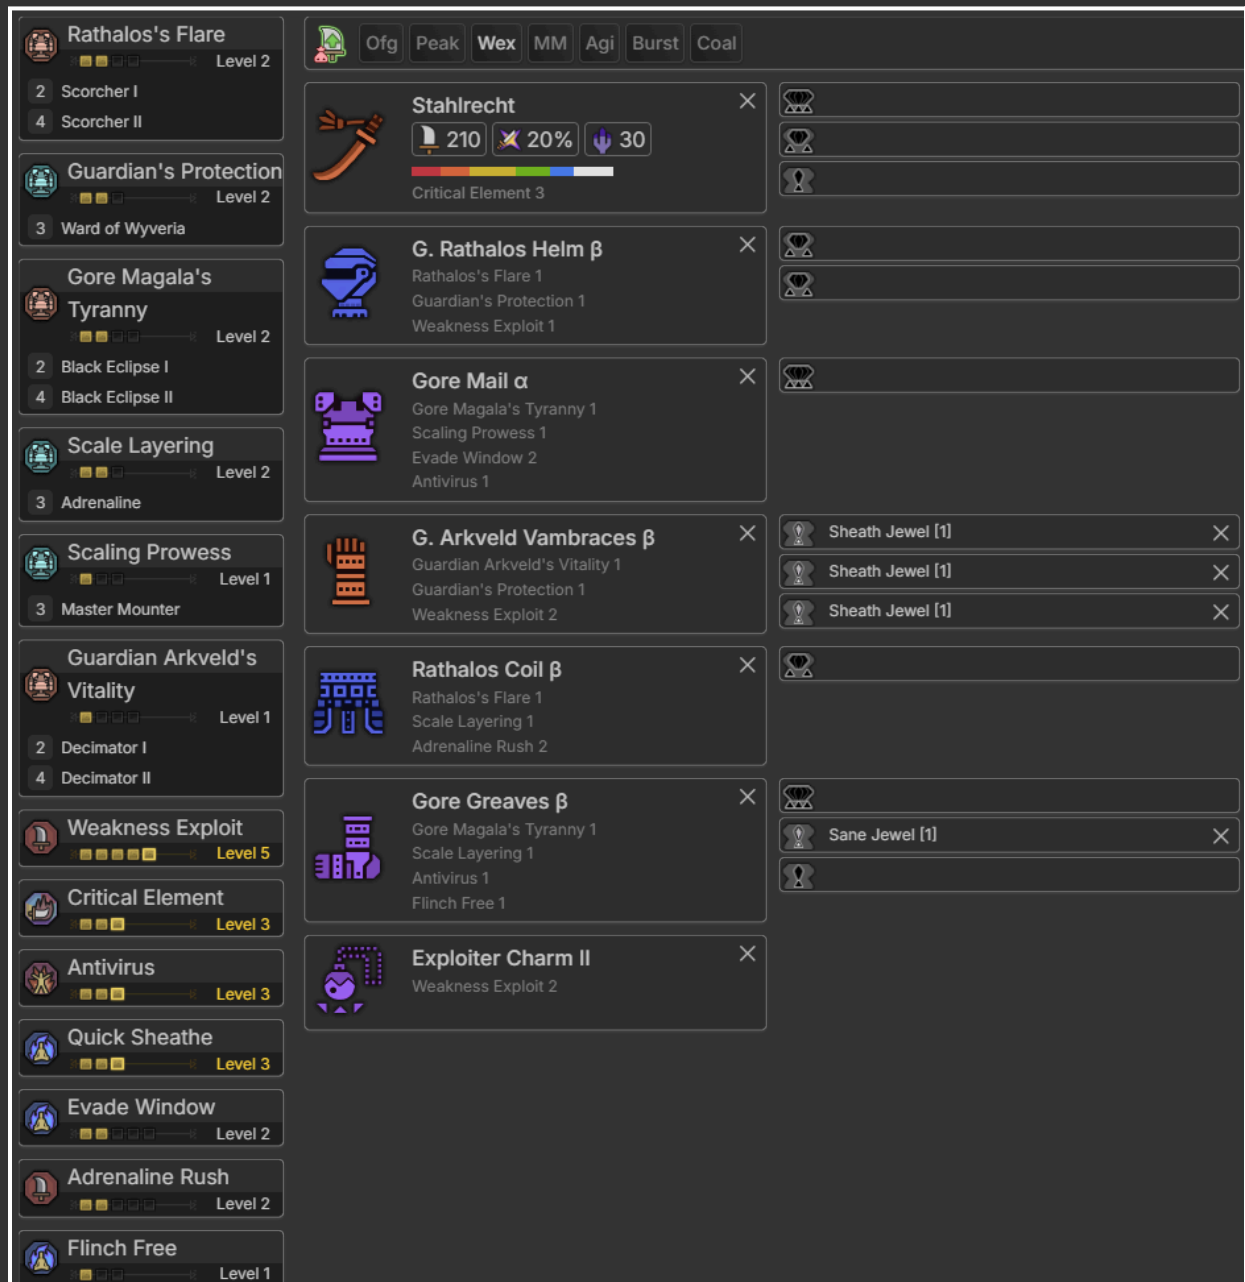 Rathalos's Flare
Level 2
2 Scorcher I
4 Scorcher II
Guardian's Protection
Level 2
3 Ward of Wyveria
Gore Magala's
Tyranny
Level 2
2 Black Eclipse I
4 Black Eclipse II
Scale Layering
Level 2
3 Adrenaline
Scaling Prowess
Level 1
3 Master Mounter
Guardian Arkveld's
Vitality
Level 1
2 Decimator I
4 Decimator II
Weakness Exploit
Level 5
Critical Element
Level 3
Antivirus
Level 3
Quick Sheathe
Level 3
Evade Window
Level 2
Adrenaline Rush
Level 2
Flinch Free
Level 1
Ofg Peak Wex MM Agi Burst Coal
Stahlrecht
210 20% 30
Critical Element 3
G. Rathalos Helm β
Rathalos's Flare 1
Guardian's Protection 1
Weakness Exploit 1
Gore Mail α
Gore Magala's Tyranny 1
Scaling Prowess 1
Evade Window 2
Antivirus 1
G. Arkveld Vambraces β
Guardian Arkveld's Vitality 1
Guardian's Protection 1
Weakness Exploit 2
Sheath Jewel [1]
Sheath Jewel [1]
Sheath Jewel [1]
Rathalos Coil β
Rathalos's Flare 1
Scale Layering 1
Adrenaline Rush 2
Gore Greaves β
Gore Magala's Tyranny 1
Scale Layering 1
Antivirus 1
Flinch Free 1
Sane Jewel [1]
Exploiter Charm II
Weakness Exploit 2